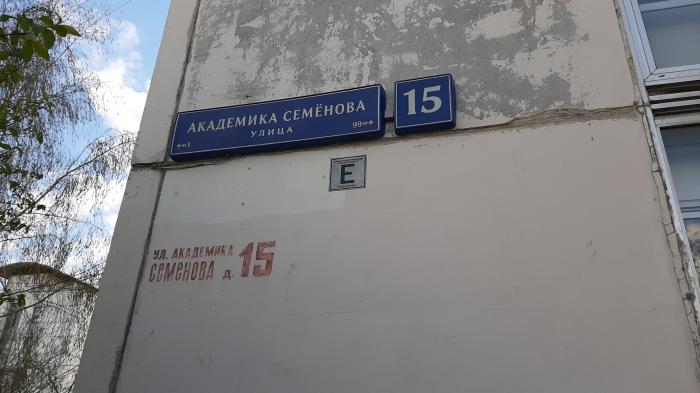 АКАДЕМИКА СЕМЁНОВА
УЛИЦА
1
99
15
Е
УЛ. АКАДЕМИКА
СЕМЕНОВА д. 15